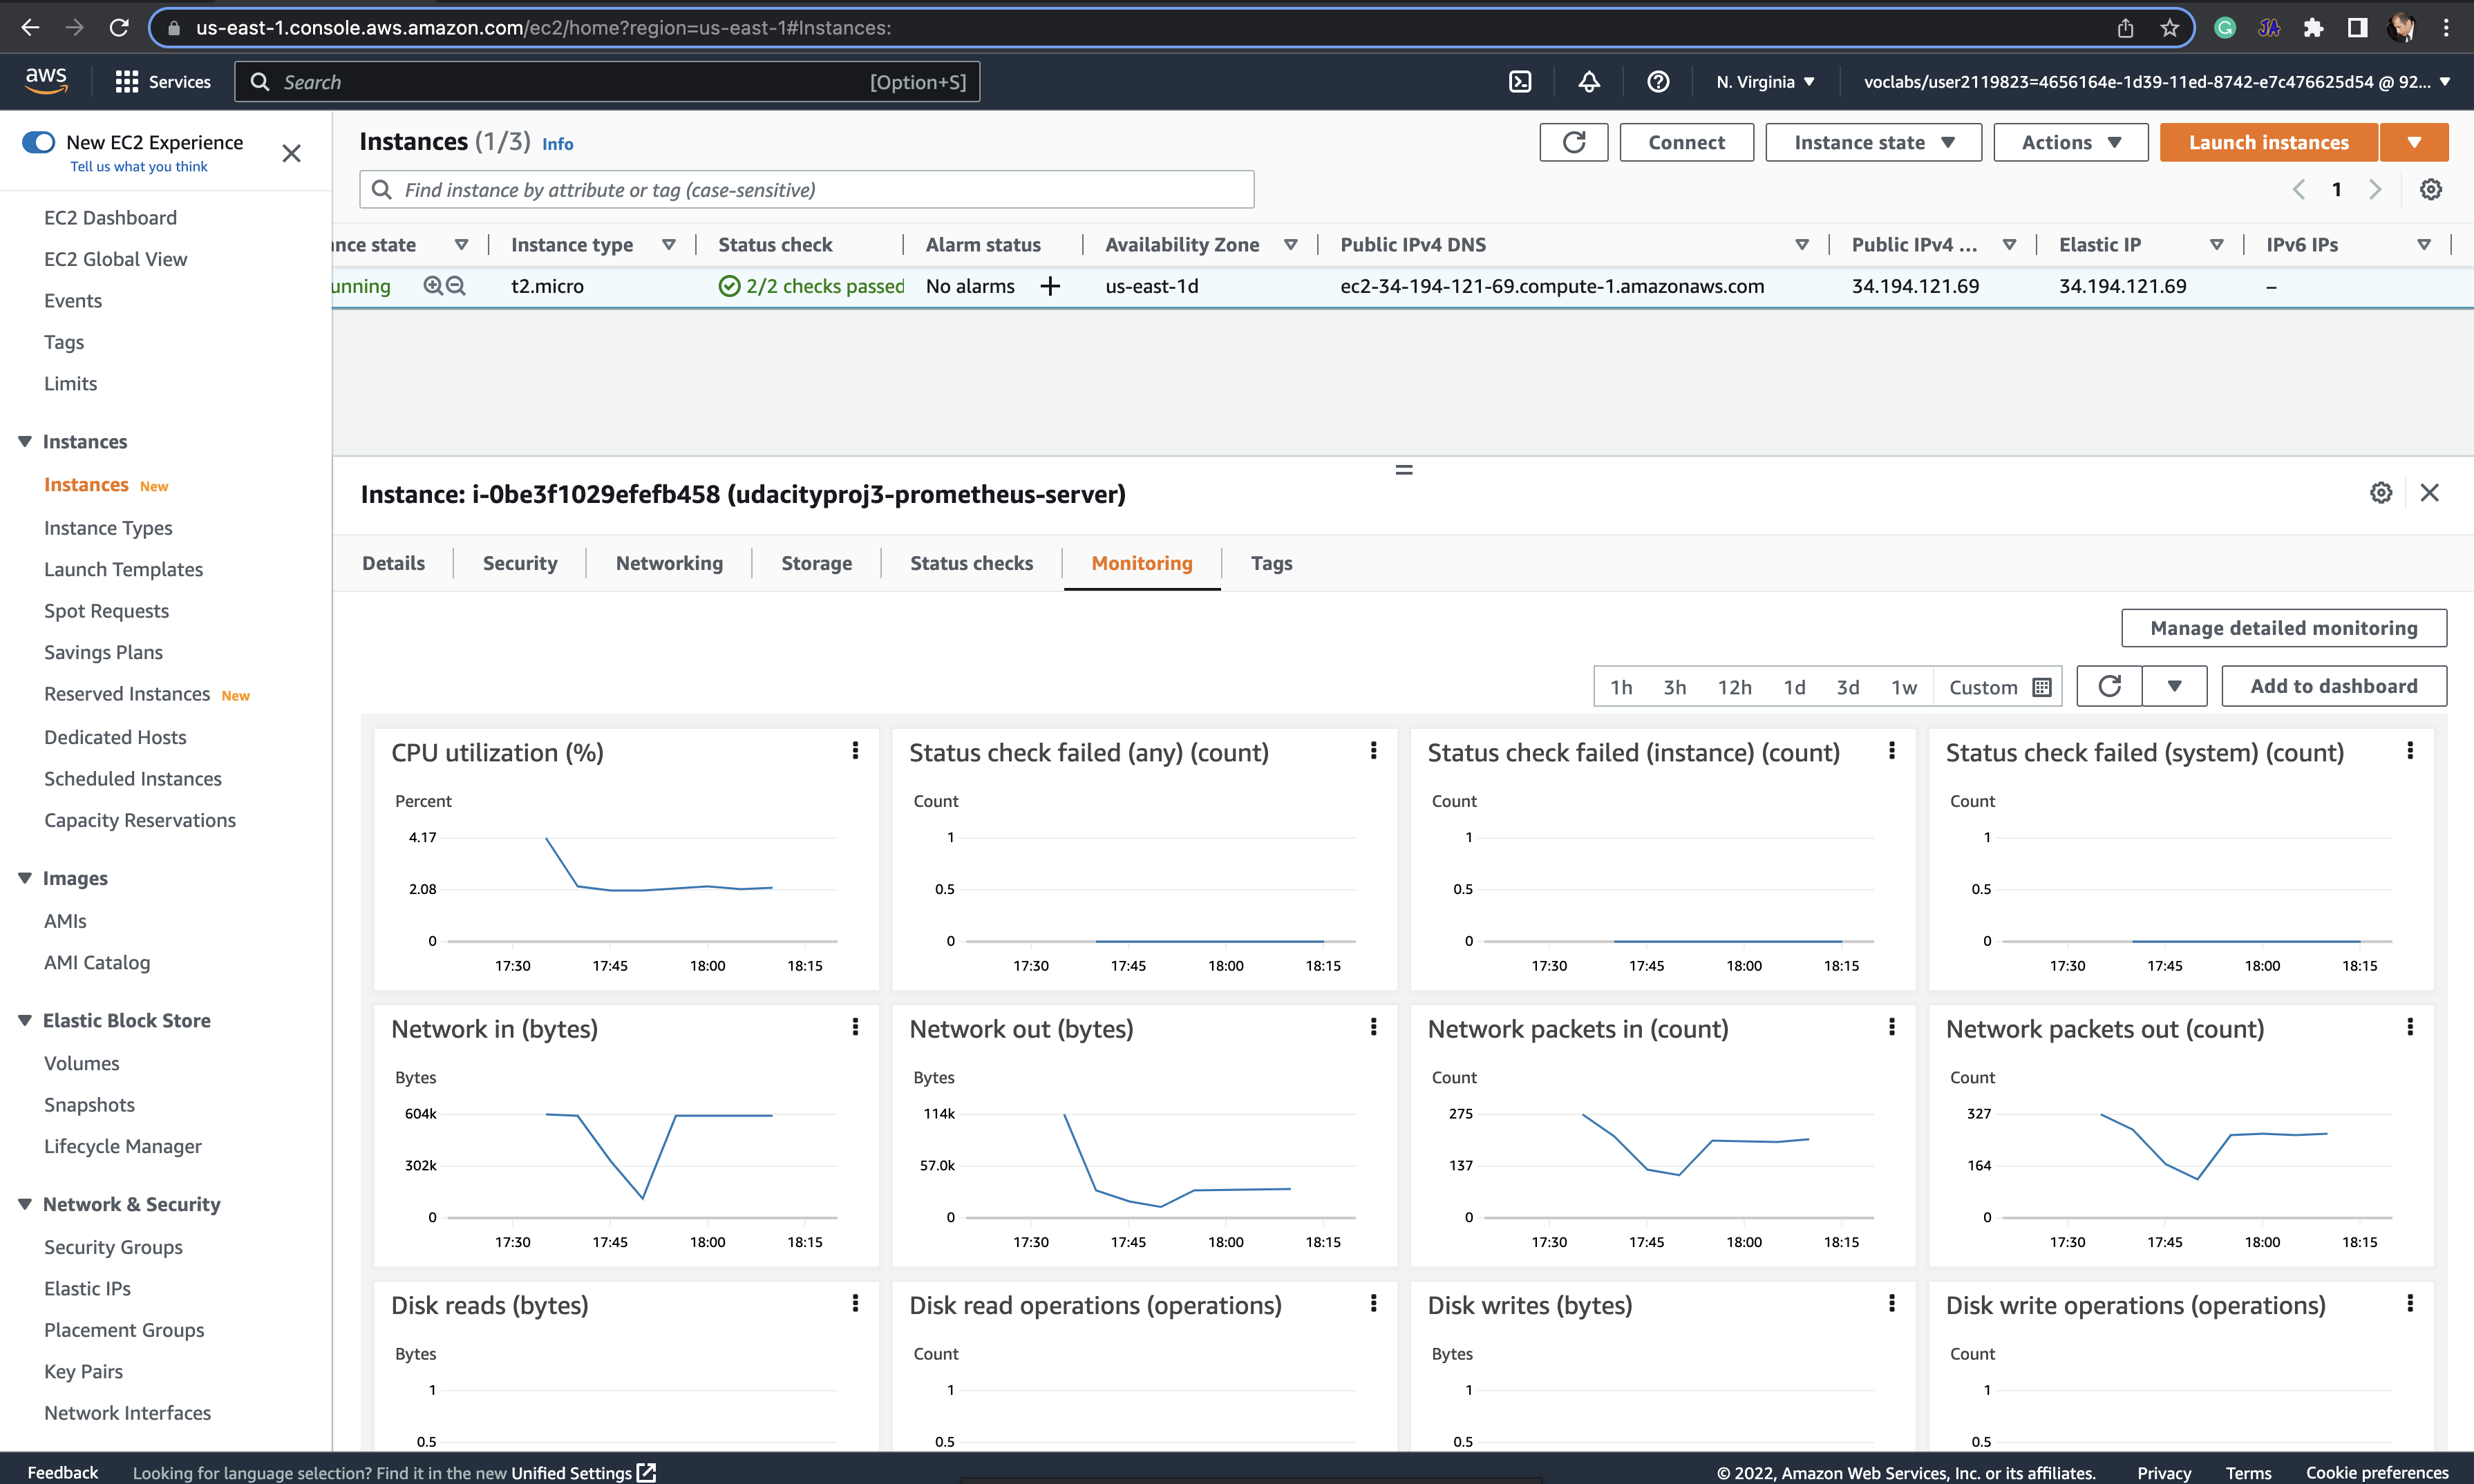 us-east-1.console.aws.amazon.com/ec2/home?region=us-east-1#Instances:
aws Services Search [Option+S] N. Virginia voclabs/user2119823=4656164e-1d39-11ed-8742-e7c476625d54 @ 92...
New EC2 Experience
Tell us what you think
EC2 Dashboard
EC2 Global View
Events
Tags
Limits
Instances
Instances New
Instance Types
Launch Templates
Spot Requests
Savings Plans
Reserved Instances New
Dedicated Hosts
Scheduled Instances
Capacity Reservations
Images
AMIs
AMI Catalog
Elastic Block Store
Volumes
Snapshots
Lifecycle Manager
Network & Security
Security Groups
Elastic IPs
Placement Groups
Key Pairs
Network Interfaces
Instances (1/3) Info
Connect Instance state Actions Launch instances
Find instance by attribute or tag (case-sensitive)
1
nce state Instance type Status check Alarm status Availability Zone Public IPv4 DNS Public IPv4 ... Elastic IP IPv6 IPs
unning t2.micro 2/2 checks passed No alarms + us-east-1d ec2-34-194-121-69.compute-1.amazonaws.com 34.194.121.69 34.194.121.69 –
Instance: i-0be3f1029efefb458 (udacityproj3-prometheus-server)
Details Security Networking Storage Status checks Monitoring Tags
Manage detailed monitoring
1h 3h 12h 1d 3d 1w Custom Add to dashboard
CPU utilization (%)
Percent
4.17
2.08
0
17:30 17:45 18:00 18:15
Status check failed (any) (count)
Count
1
0.5
0
17:30 17:45 18:00 18:15
Status check failed (instance) (count)
Count
1
0.5
0
17:30 17:45 18:00 18:15
Status check failed (system) (count)
Count
1
0.5
0
17:30 17:45 18:00 18:15
Network in (bytes)
Bytes
604k
302k
0
17:30 17:45 18:00 18:15
Network out (bytes)
Bytes
114k
57.0k
0
17:30 17:45 18:00 18:15
Network packets in (count)
Count
275
137
0
17:30 17:45 18:00 18:15
Network packets out (count)
Count
327
164
0
17:30 17:45 18:00 18:15
Disk reads (bytes)
Bytes
1
0.5
Disk read operations (operations)
Count
1
0.5
Disk writes (bytes)
Bytes
1
0.5
Disk write operations (operations)
Count
1
0.5
Feedback Looking for language selection? Find it in the new Unified Settings © 2022, Amazon Web Services, Inc. or its affiliates. Privacy Terms Cookie preferences